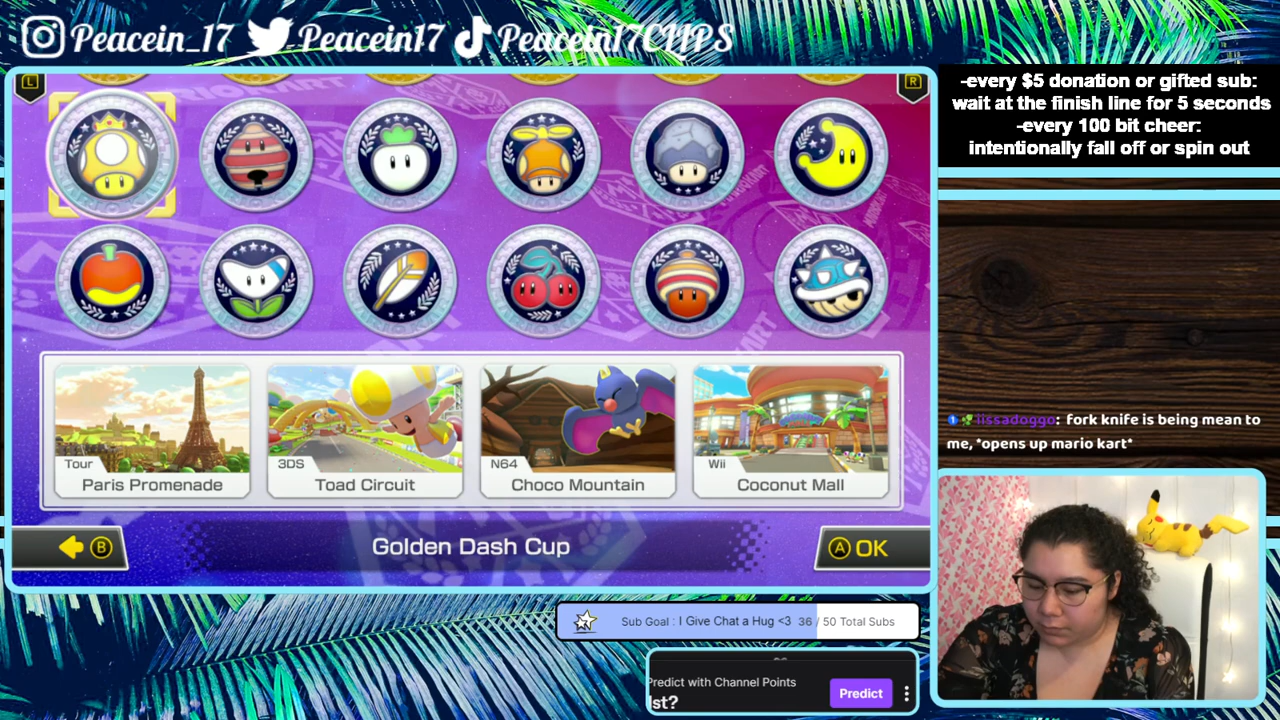 Peacein_17 Peacein17 Peacein17ClIPS
L
R
-every $5 donation or gifted sub:
wait at the finish line for 5 seconds
-every 100 bit cheer:
intentionally fall off or spin out
Tour
Paris Promenade
3DS
Toad Circuit
N64
Choco Mountain
Wii
Coconut Mall
B
Golden Dash Cup
A OK
iissadoggo: fork knife is being mean to
me, *opens up mario kart*
Sub Goal : I Give Chat a Hug <3 36 / 50 Total Subs
Predict with Channel Points
lst?
Predict